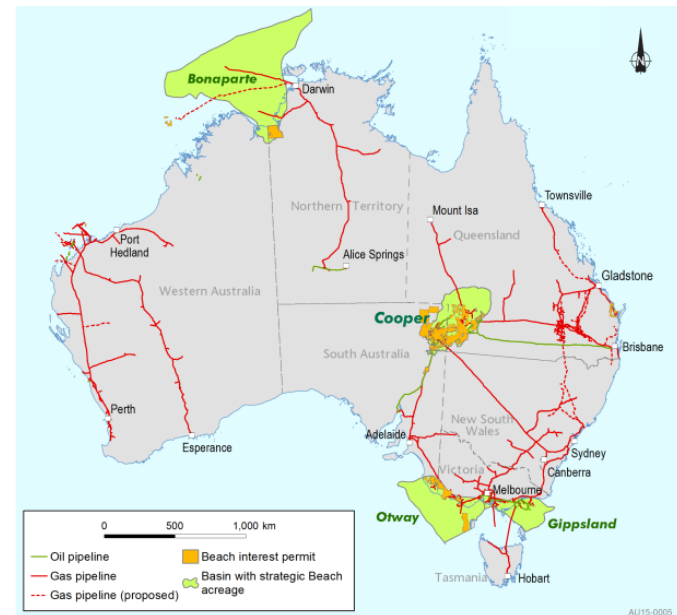 Bonaparte
N
Darwin
Townsville
Mount Isa
Northern Territory
Queensland
Port
Hedland
Alice Springs
Gladstone
Western Australia
Cooper
Brisbane
South Australia
Perth
New South
Wales
Adelaide
Esperance
Sydney
Canberra
Victoria
Melbourne
Otway
Gippsland
Tasmania
Hobart
0 500 1,000 km
Oil pipeline
Gas pipeline
Gas pipeline (proposed)
Beach interest permit
Basin with strategic Beach
acreage
AU15-0005